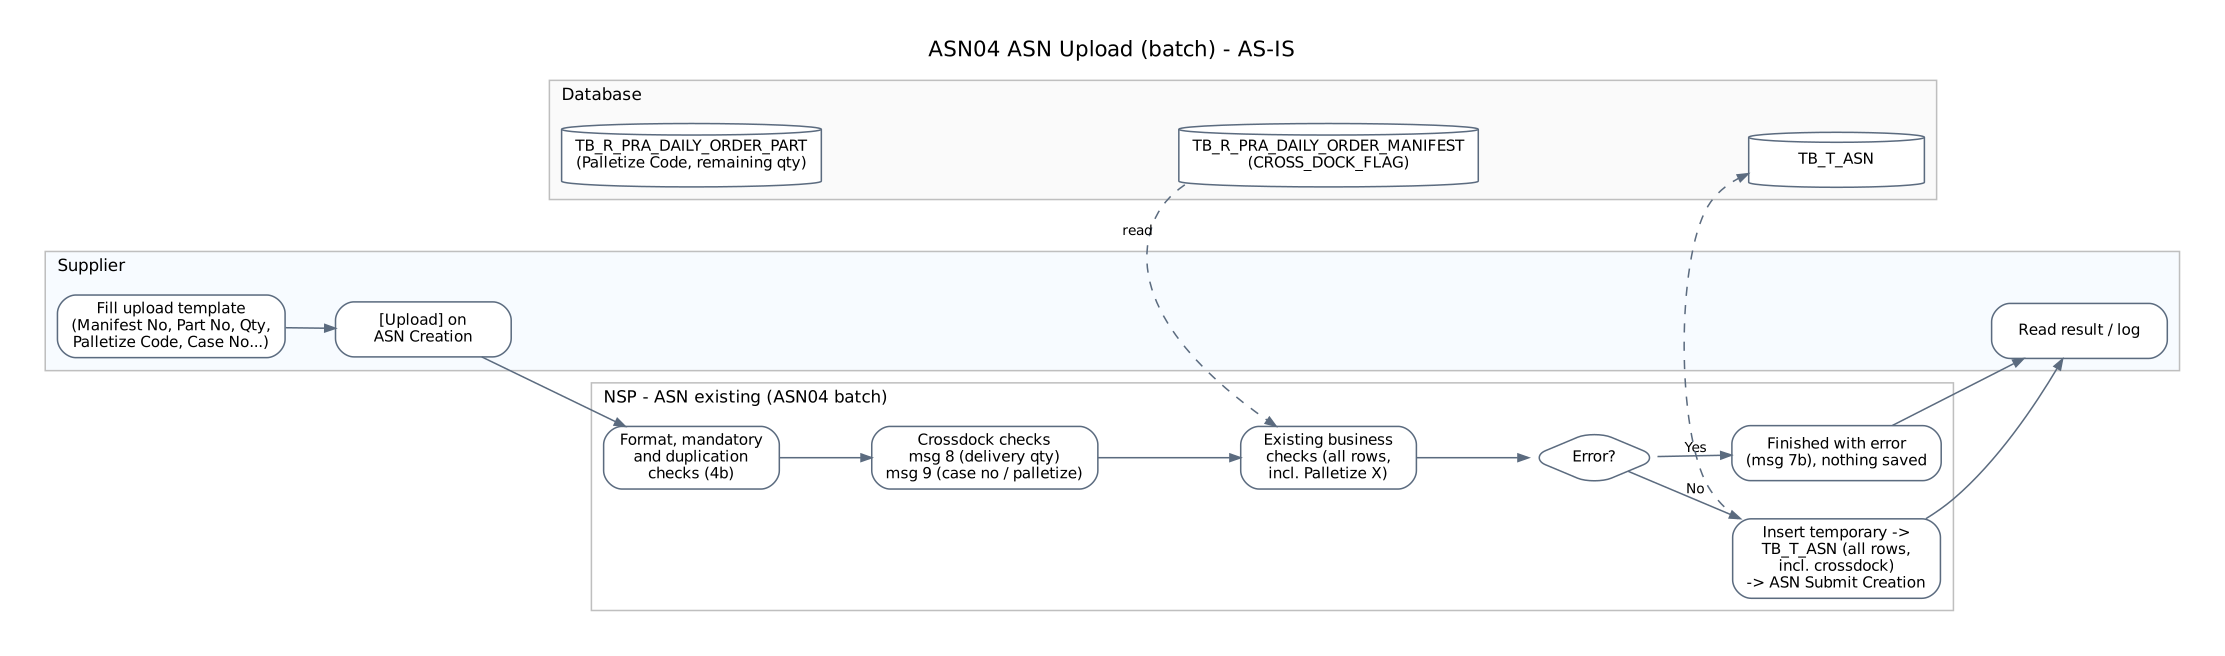 ASN04 ASN Upload (batch) - AS-IS
Database
TB_R_PRA_DAILY_ORDER_PART
(Palletize Code, remaining qty)
TB_R_PRA_DAILY_ORDER_MANIFEST
(CROSS_DOCK_FLAG)
TB_T_ASN
read
Supplier
Fill upload template
(Manifest No, Part No, Qty,
Palletize Code, Case No...)
[Upload] on
ASN Creation
Read result / log
NSP - ASN existing (ASN04 batch)
Format, mandatory
and duplication
checks (4b)
Crossdock checks
msg 8 (delivery qty)
msg 9 (case no / palletize)
Existing business
checks (all rows,
incl. Palletize X)
Error?
Yes
No
Finished with error
(msg 7b), nothing saved
Insert temporary ->
TB_T_ASN (all rows,
incl. crossdock)
-> ASN Submit Creation